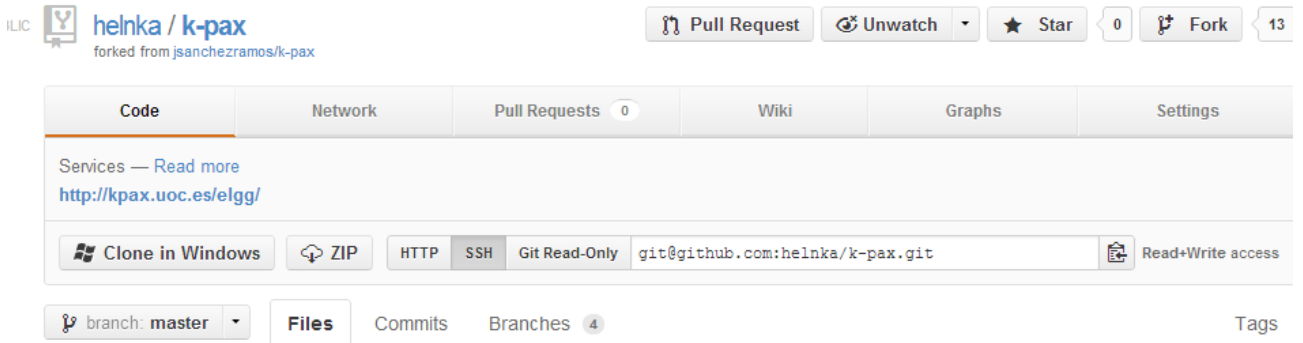 helnka / k-pax Pull Request Unwatch Star 0 Fork 13
forked from jsanchezramos/k-pax
Code Network Pull Requests 0 Wiki Graphs Settings
Services — Read more
http://kpax.uoc.es/elgg/
Clone in Windows ZIP HTTP SSH Git Read-Only git@github.com:helnka/k-pax.git Read+Write access
branch: master Files Commits Branches 4 Tags